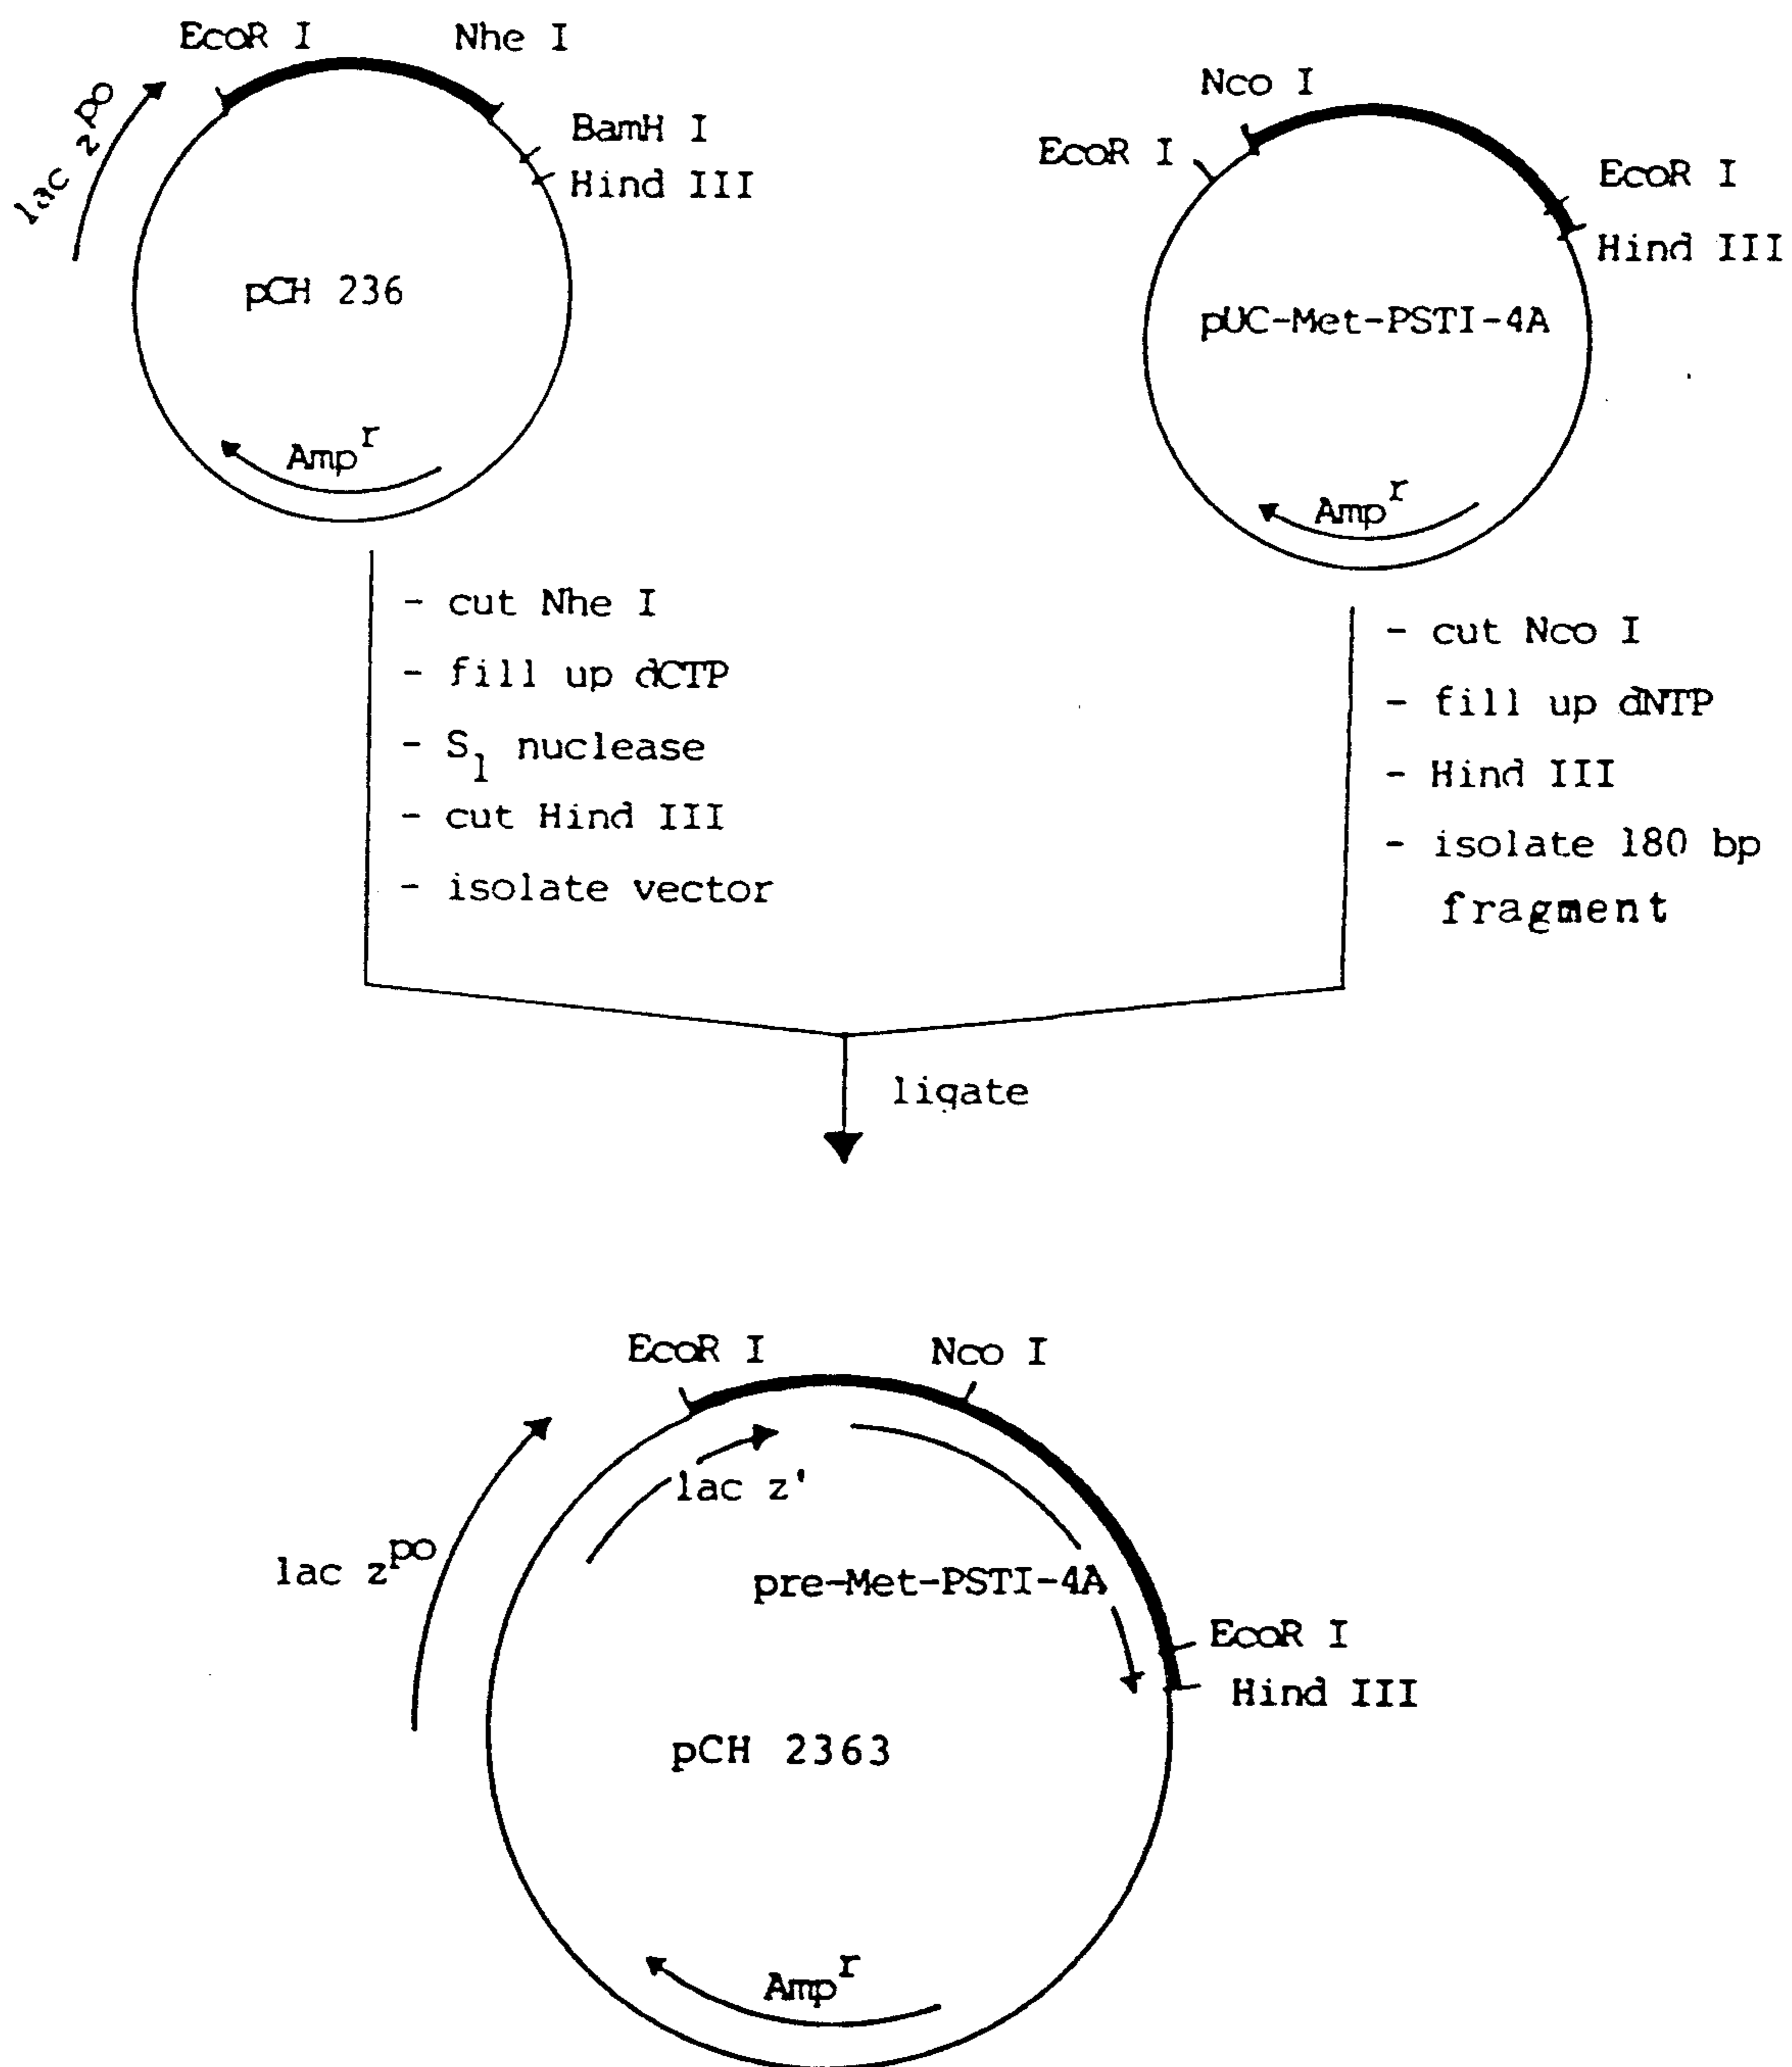 EcoR I
Nhe I
lac z^po
BamH I
Hind III
pCH 236
Amp^r
Nco I
EcoR I
EcoR I
Hind III
pUC-Met-PSTI-4A
Amp^r
- cut Nhe I
- fill up dCTP
- S_1 nuclease
- cut Hind III
- isolate vector
- cut Nco I
- fill up dNTP
- Hind III
- isolate 180 bp
fragment
ligate
EcoR I
Nco I
lac z'
lac z^po
pre-Met-PSTI-4A
EcoR I
Hind III
pCH 2363
Amp^r